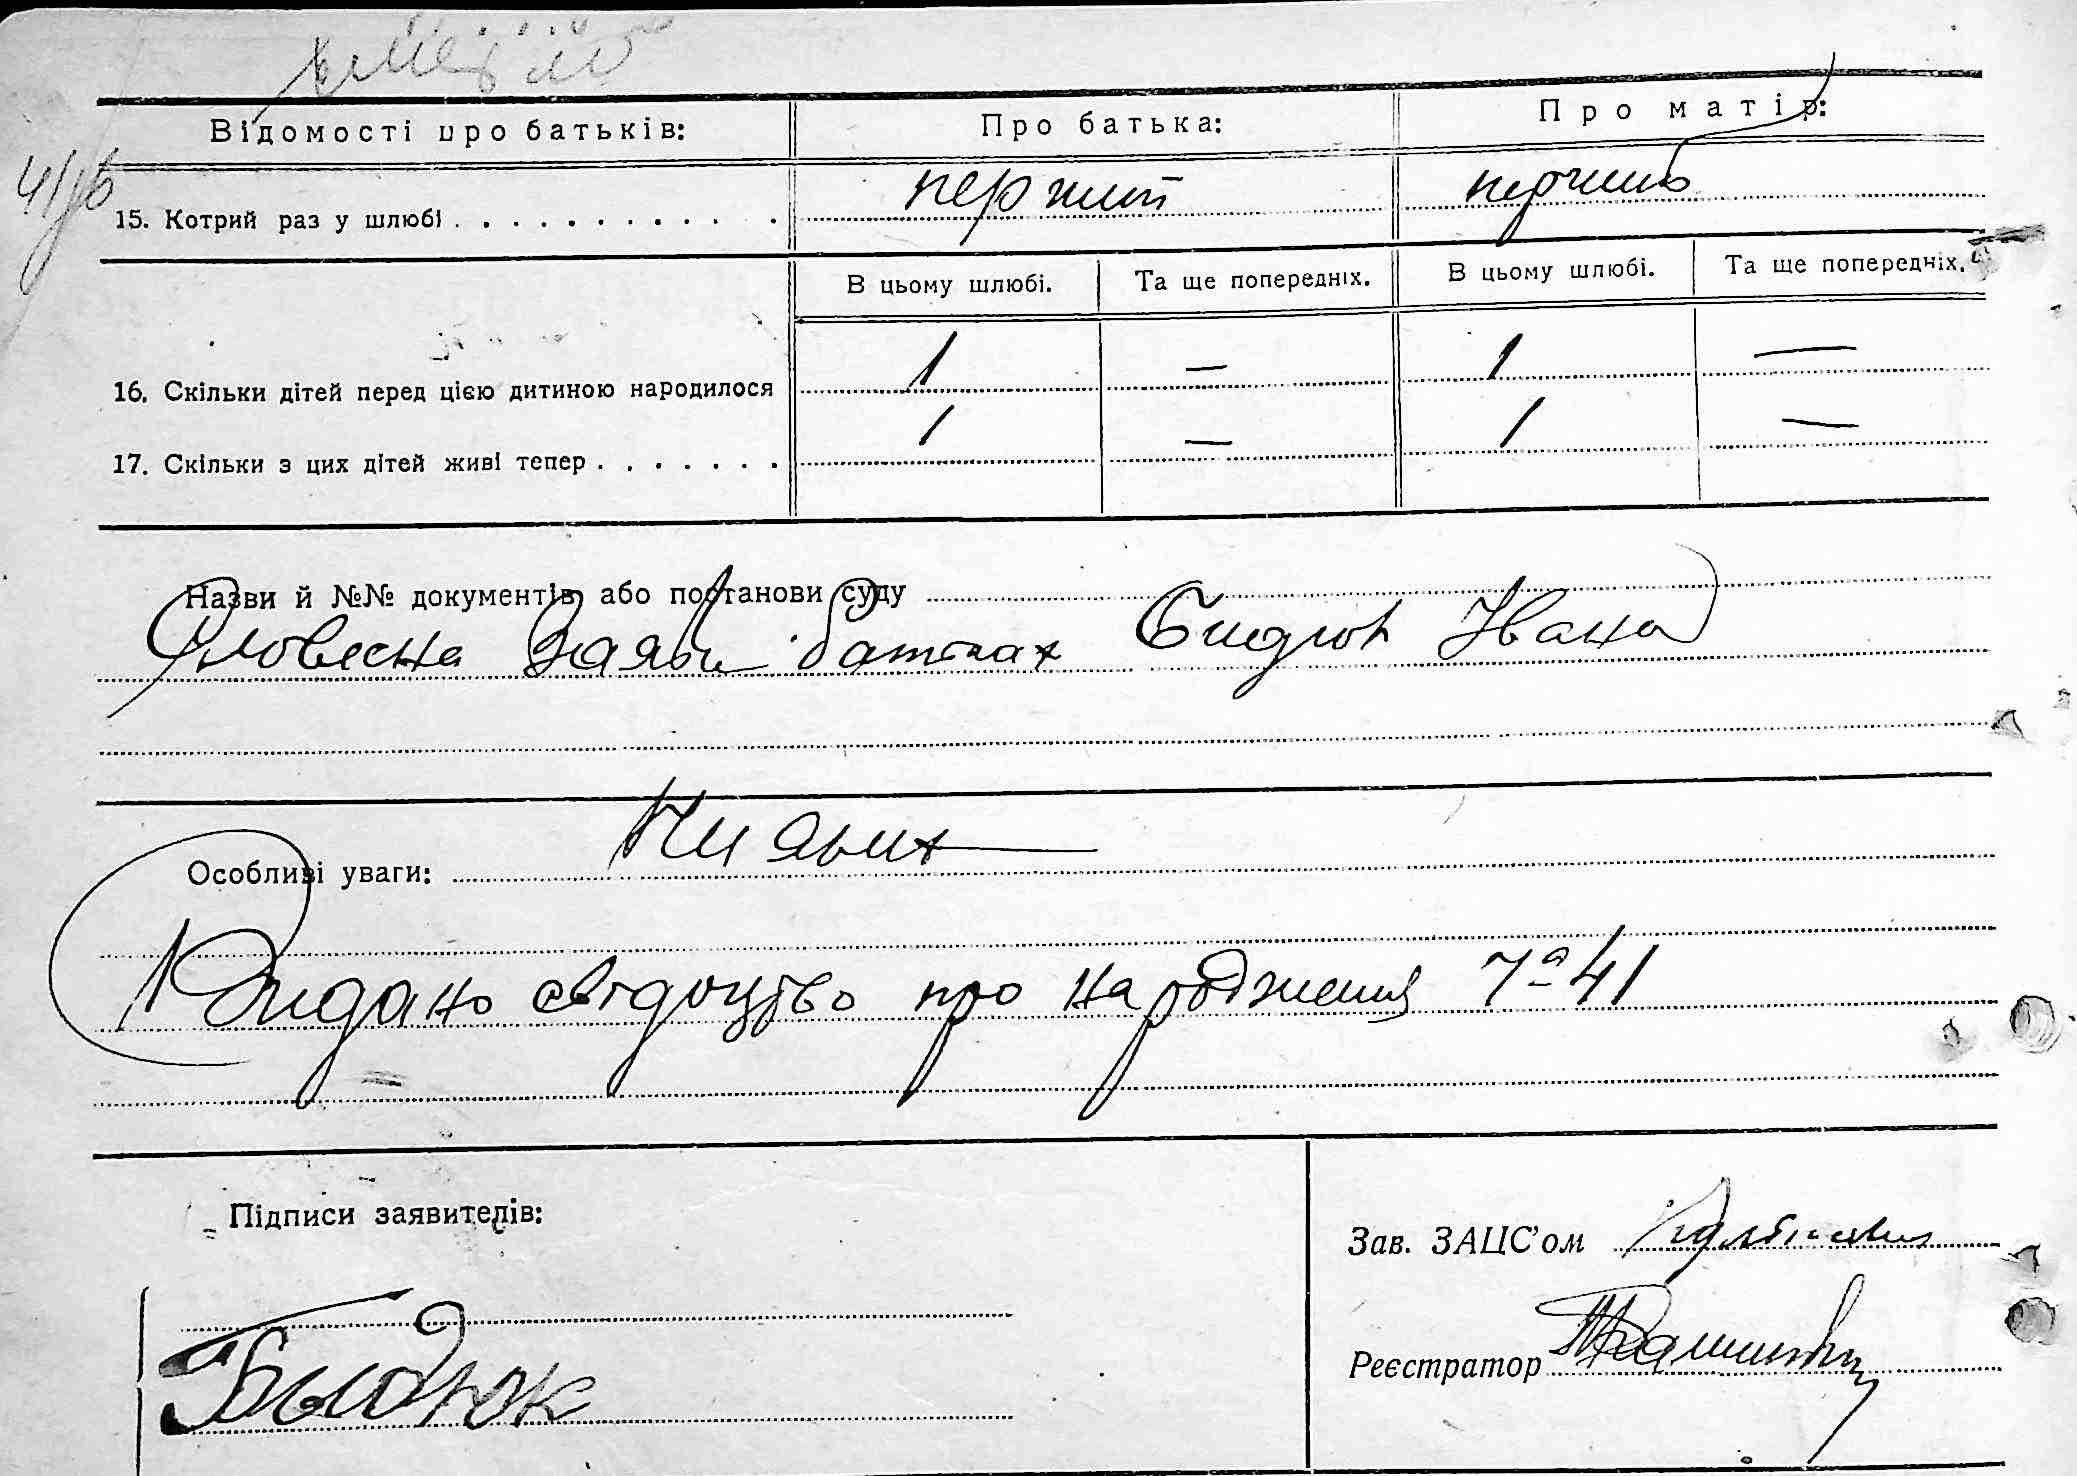 Відомості про батьків:
Про батька:
Про матір:
15. Котрий раз у шлюбі . . . . . . . . . . . .
перший
перший
В цьому шлюбі.
Та ще попередніх.
В цьому шлюбі.
Та ще попередніх.
16. Скільки дітей перед цією дитиною народилося
1 — 1 —
17. Скільки з цих дітей живі тепер . . . . . . .
1 — 1 —
Назви й №№ документів або постанови суду
Словесна заява Івана
Особливі уваги:
Видано свідоцтво про народження 41
Підписи заявителів:
Зав. ЗАЦС'ом
Реєстратор